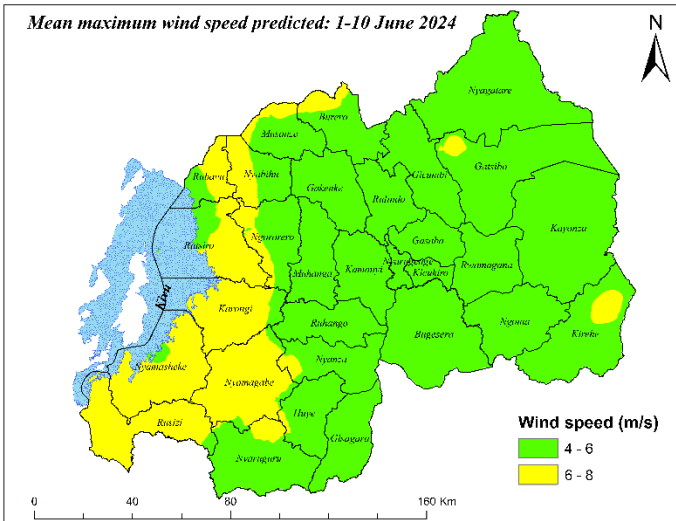 Mean maximum wind speed predicted: 1-10 June 2024
N
Nyagatare
Burera
Musanze
Gatsibo
Rubavu
Nyabihu
Gicumbi
Gakenke
Rulindo
Kayonza
Rutsiro
Ngororero
Gasabo
Rwamagana
Muhanga
Kamonyi
Nyarugenge
Kicukiro
Kivu
Karongi
Ruhango
Bugesera
Ngoma
Kirehe
Nyamasheke
Nyanza
Nyamagabe
Huye
Gisagara
Rusizi
Nyaruguru
Wind speed (m/s)
4 - 6
6 - 8
0 40 80 160 Km